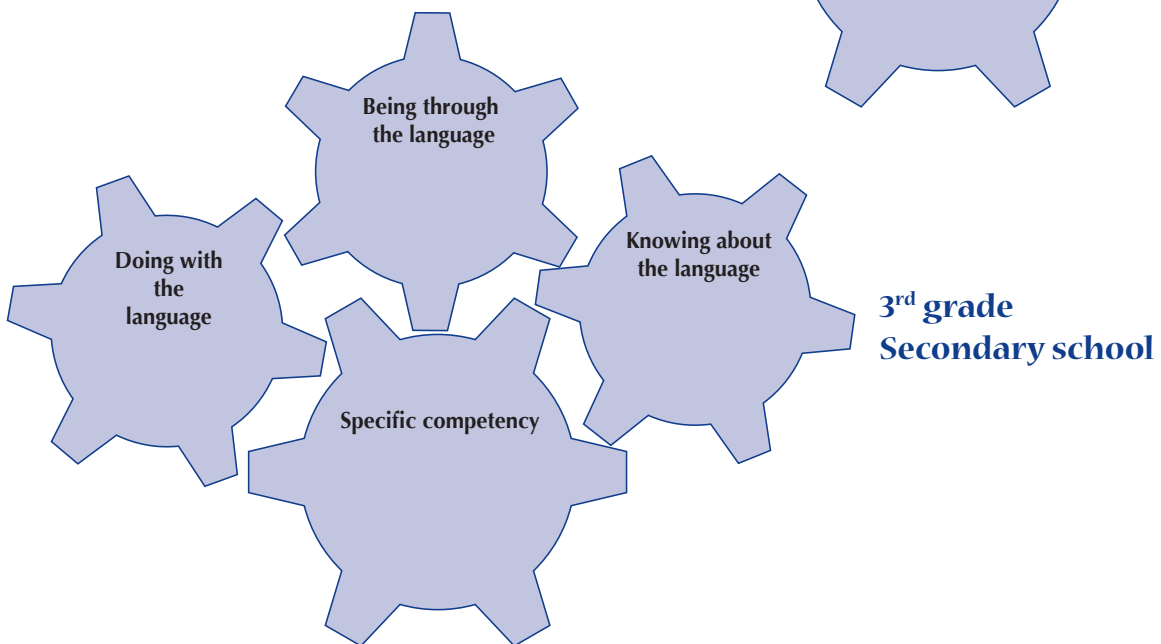 Being through
the language
Doing with
the
language
Knowing about
the language
Specific competency
3rd grade
Secondary school